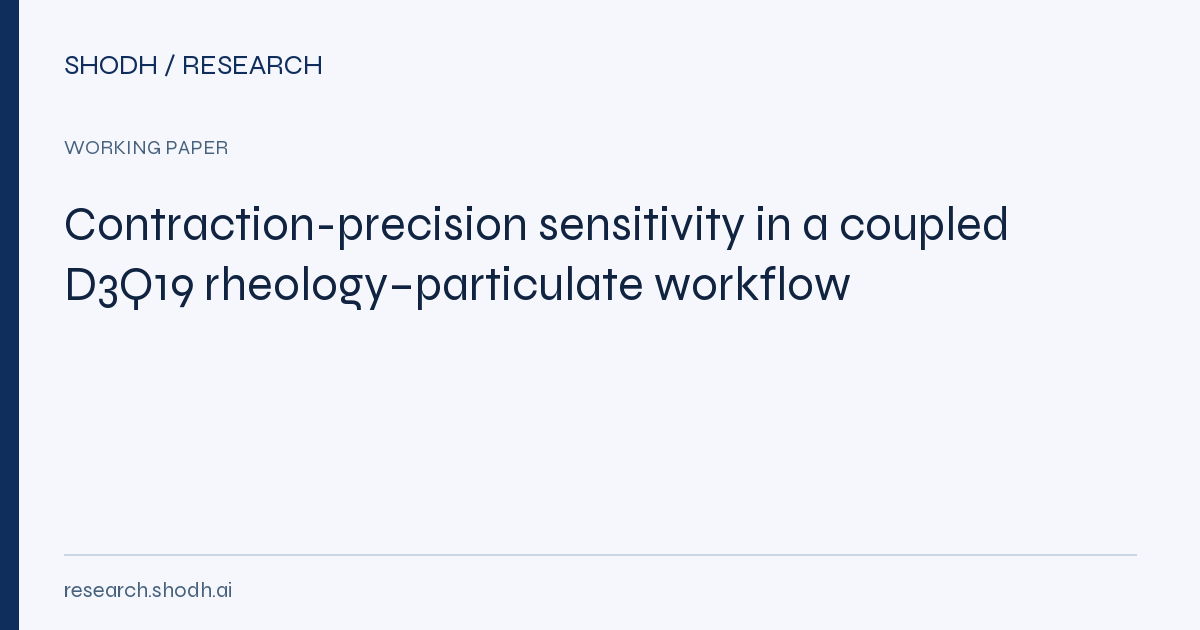 SHODH / RESEARCH
WORKING PAPER
Contraction-precision sensitivity in a coupled
D3Q19 rheology–particulate workflow
research.shodh.ai